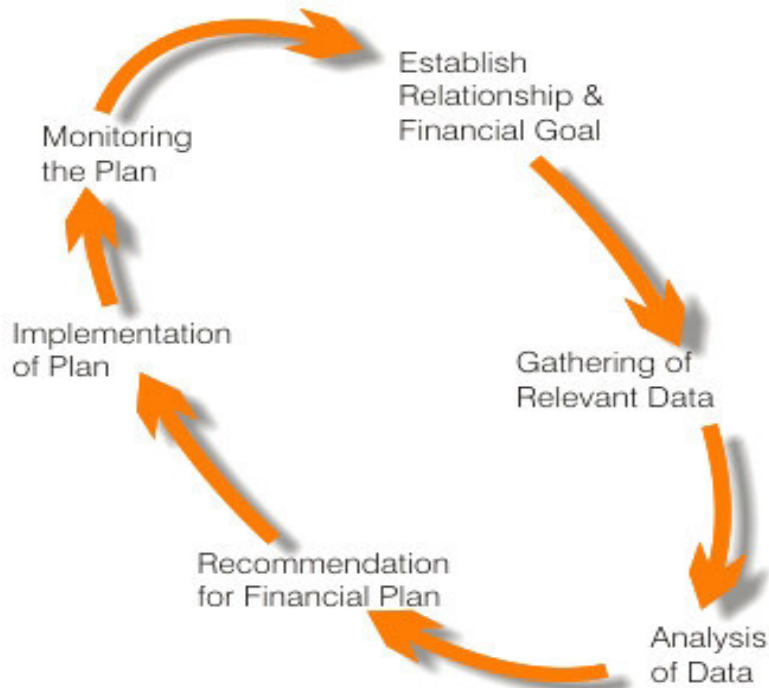 Establish
Relationship &
Financial Goal
Gathering of
Relevant Data
Analysis
of Data
Recommendation
for Financial Plan
Implementation
of Plan
Monitoring
the Plan